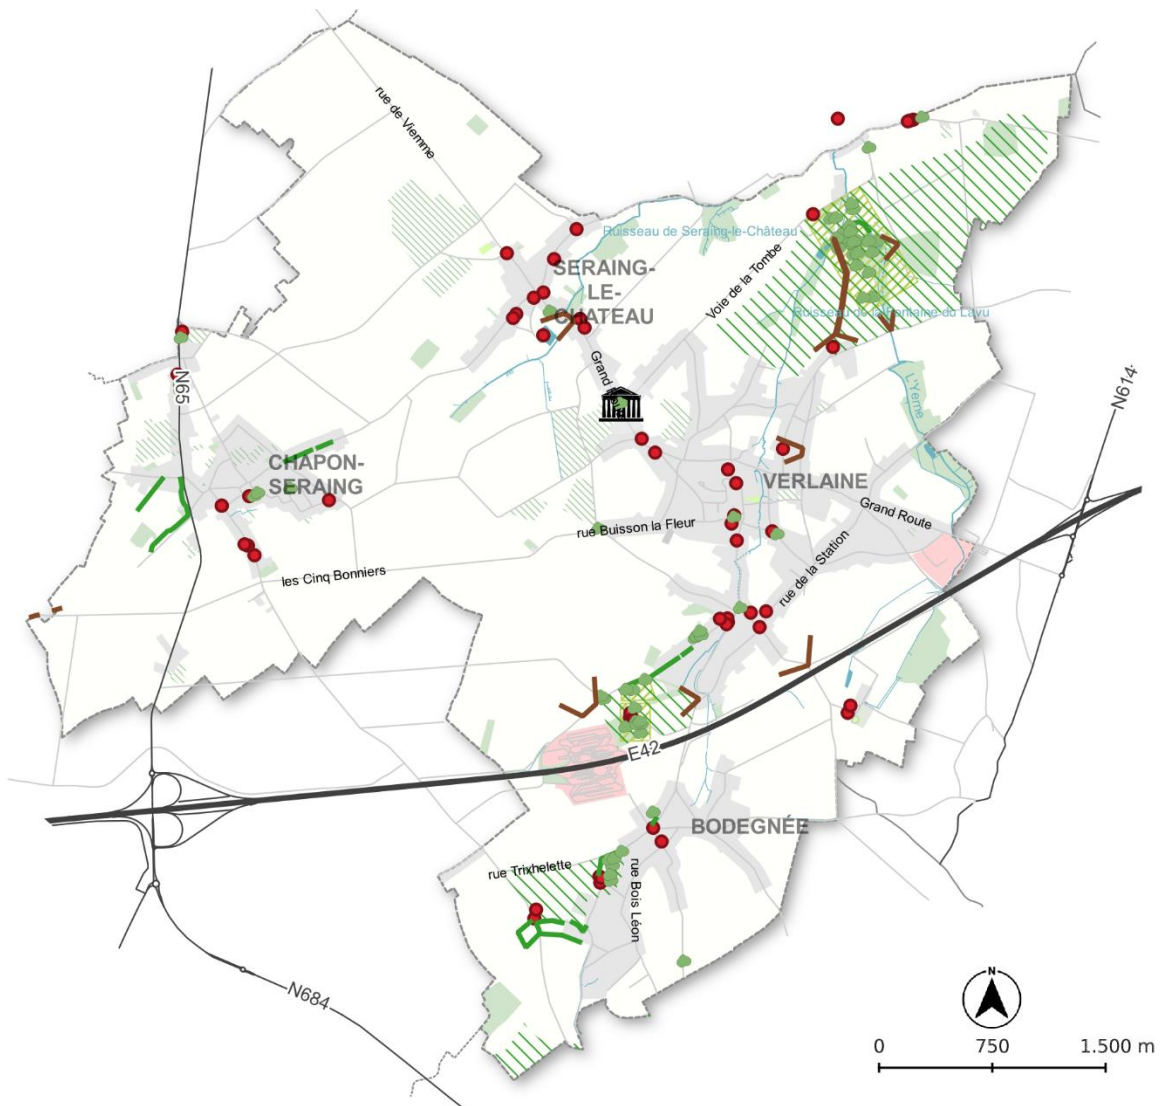 rue de Viemme
Ruisseau de Seraing-le-Château
SERAING-
LE-
CHATEAU
Voie de la Tombe
Ruisseau de la Fontaine du Lavu
N65
Grand Route
L'Yerne
N614
CHAPON-
SERAING
VERLAINE
Grand Route
rue Buisson la Fleur
rue de la Station
les Cinq Bonniers
E42
BODEGNÉE
rue Trixhelette
rue Bois Léon
N684
N
0 750 1.500 m